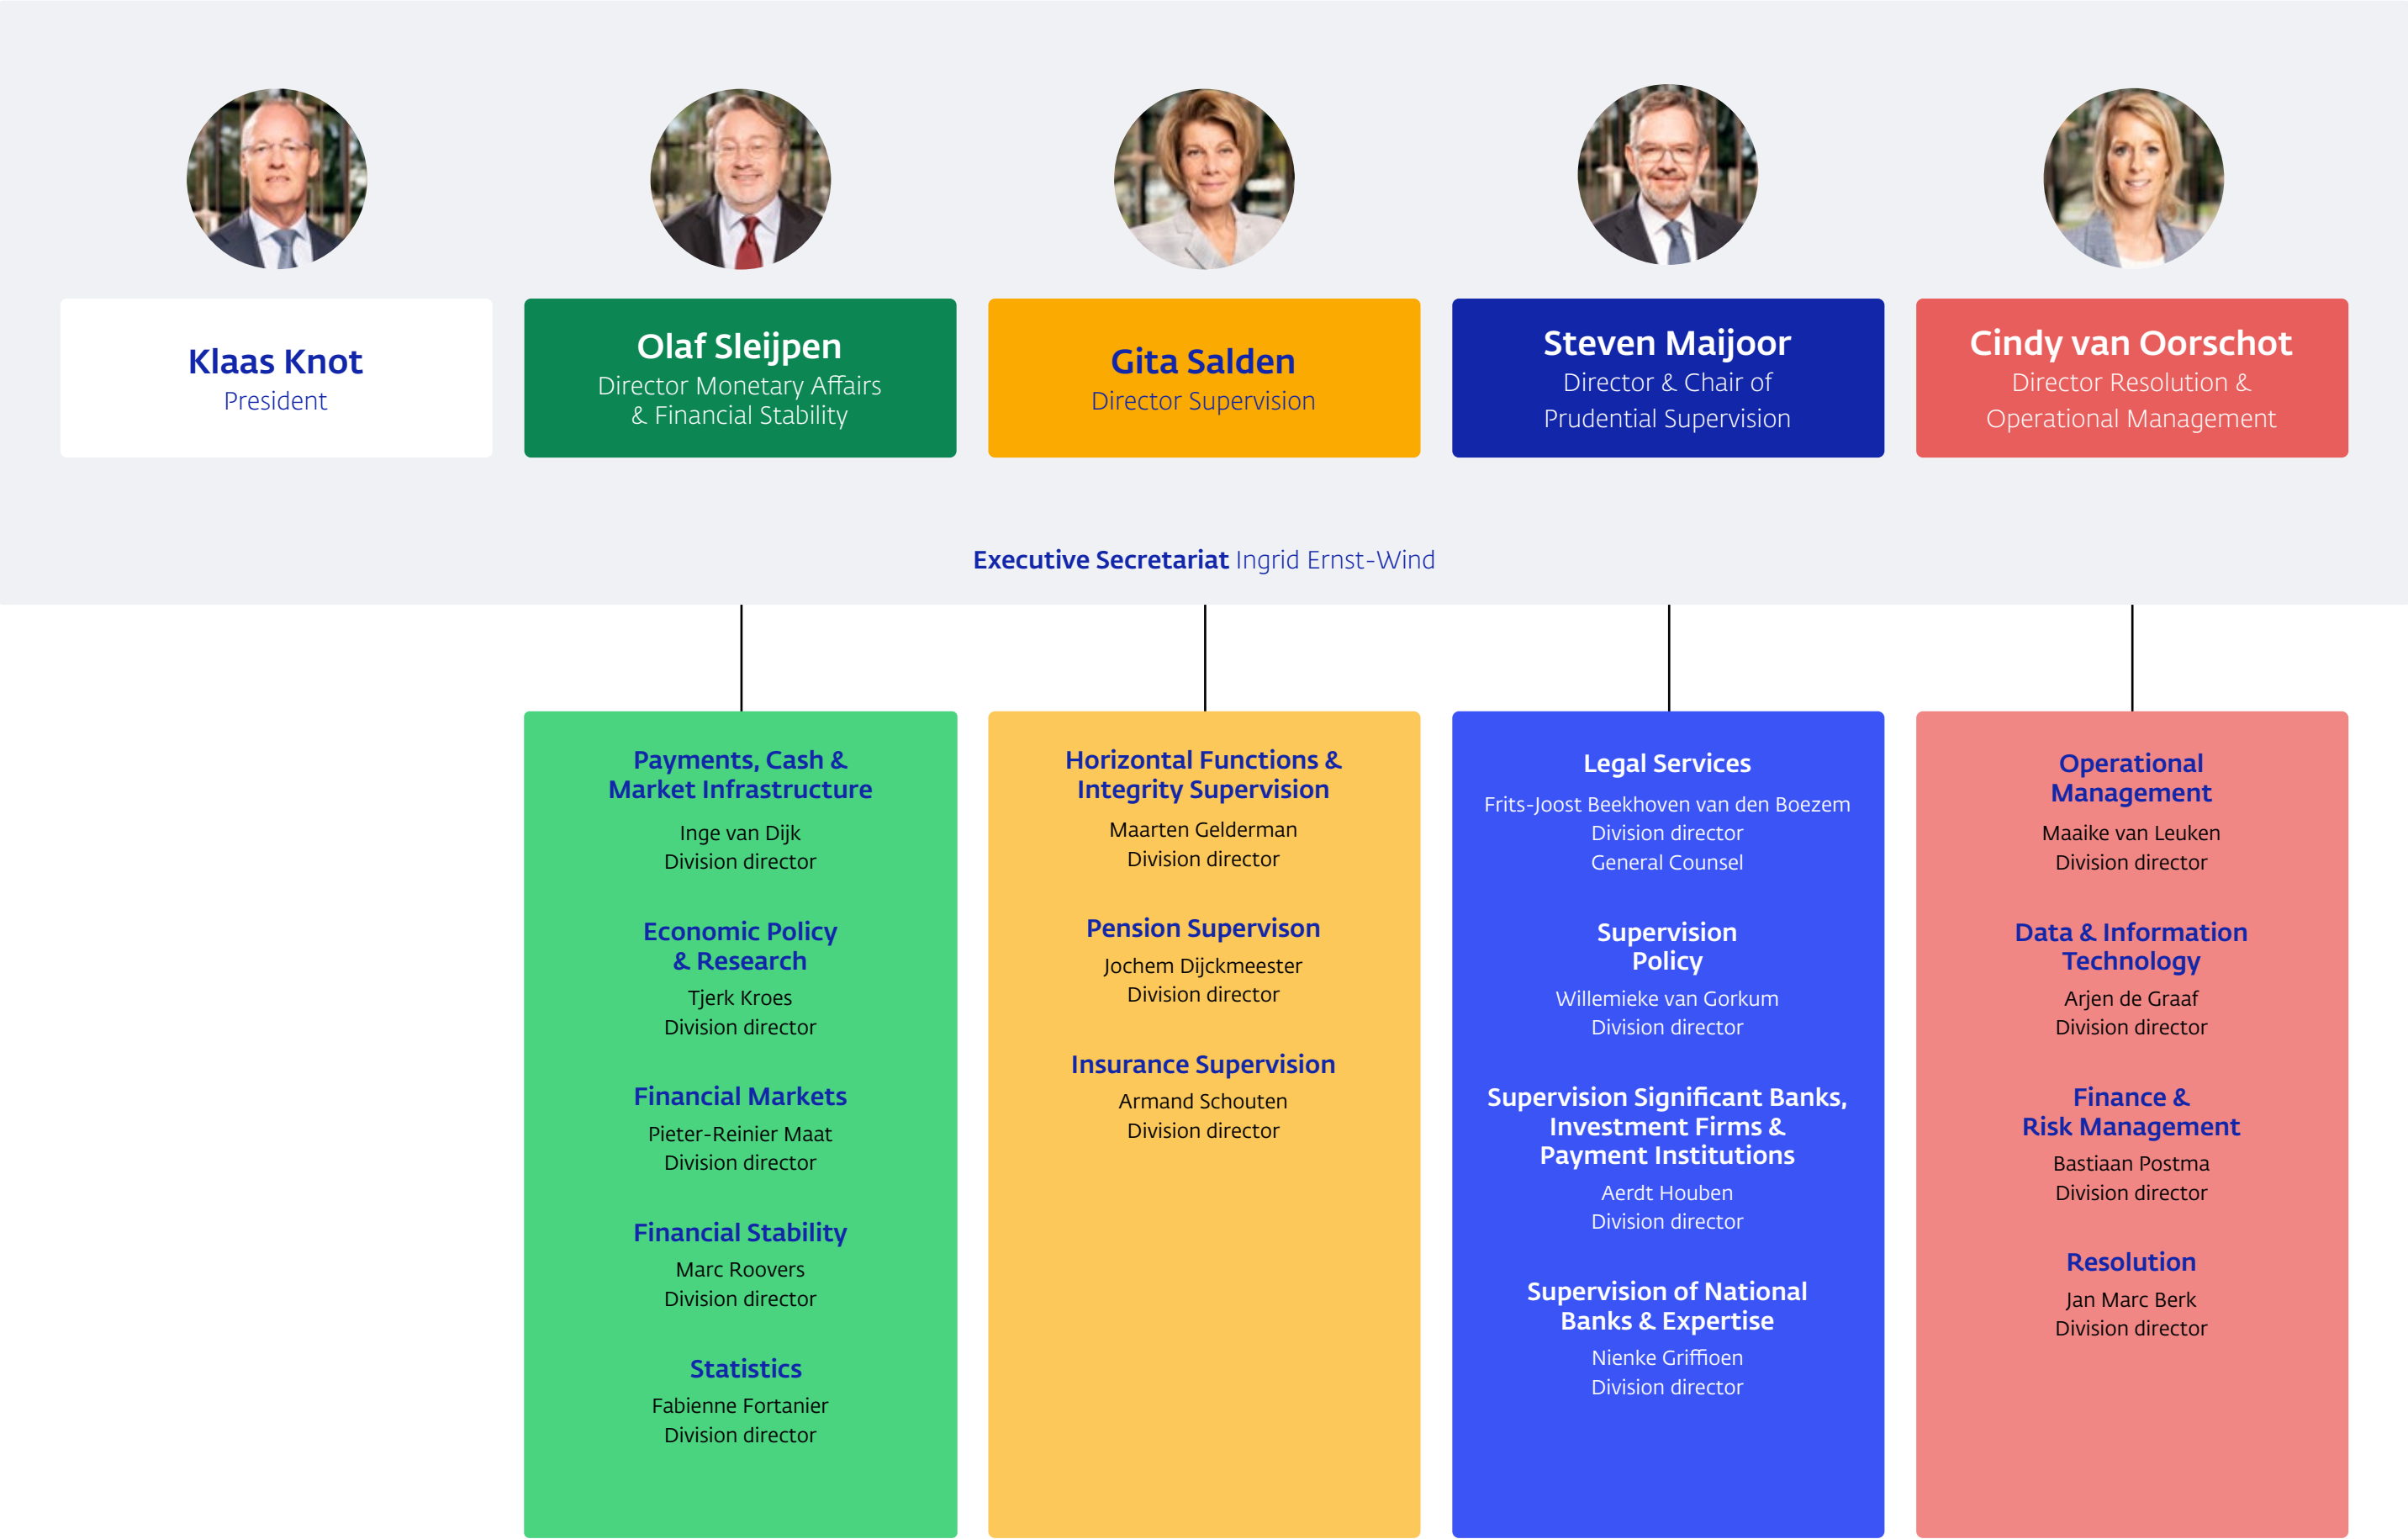 Klaas Knot
President
Olaf Sleijpen
Director Monetary Affairs
& Financial Stability
Gita Salden
Director Supervision
Steven Maijoor
Director & Chair of
Prudential Supervision
Cindy van Oorschot
Director Resolution &
Operational Management
Executive Secretariat Ingrid Ernst-Wind
Payments, Cash &
Market Infrastructure
Inge van Dijk
Division director
Economic Policy
& Research
Tjerk Kroes
Division director
Financial Markets
Pieter-Reinier Maat
Division director
Financial Stability
Marc Roovers
Division director
Statistics
Fabienne Fortanier
Division director
Horizontal Functions &
Integrity Supervision
Maarten Gelderman
Division director
Pension Supervison
Jochem Dijckmeester
Division director
Insurance Supervision
Armand Schouten
Division director
Legal Services
Frits-Joost Beekhoven van den Boezem
Division director
General Counsel
Supervision
Policy
Willemieke van Gorkum
Division director
Supervision Significant Banks,
Investment Firms &
Payment Institutions
Aerdt Houben
Division director
Supervision of National
Banks & Expertise
Nienke Griffioen
Division director
Operational
Management
Maaike van Leuken
Division director
Data & Information
Technology
Arjen de Graaf
Division director
Finance &
Risk Management
Bastiaan Postma
Division director
Resolution
Jan Marc Berk
Division director